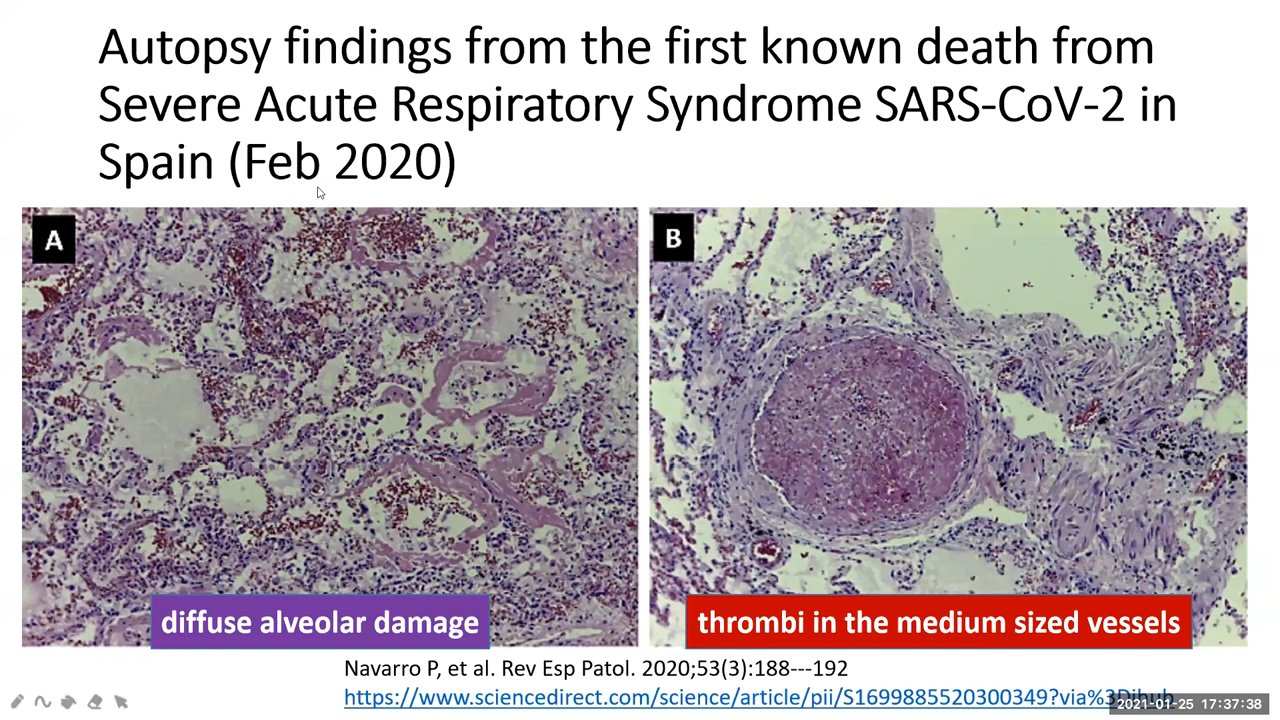 Autopsy findings from the first known death from
Severe Acute Respiratory Syndrome SARS-CoV-2 in
Spain (Feb 2020)
A
B
diffuse alveolar damage
thrombi in the medium sized vessels
Navarro P, et al. Rev Esp Patol. 2020;53(3):188---192
https://www.sciencedirect.com/science/article/pii/S1699885520300349?via%3Dihub
2021-01-25 17:37:38